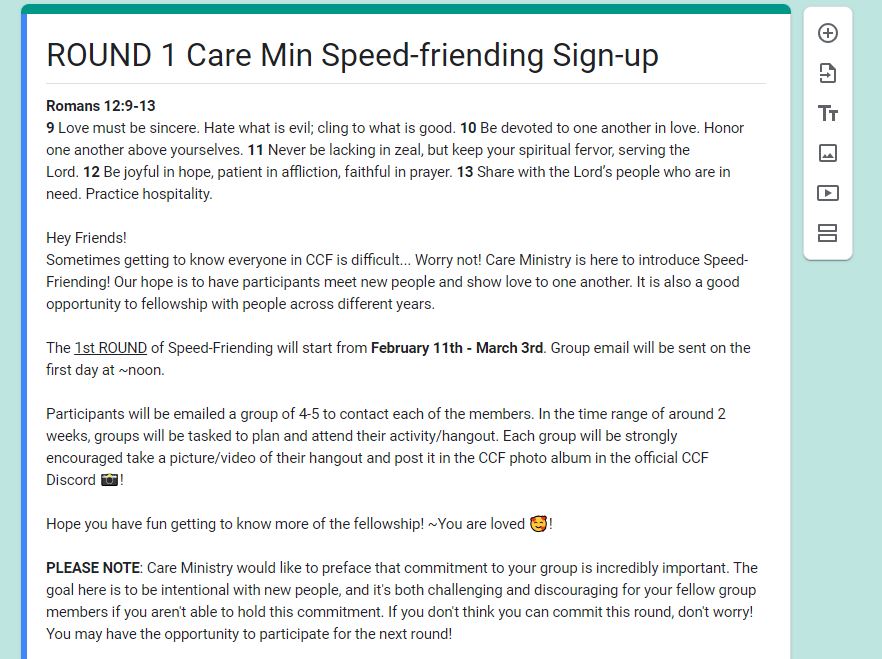 ROUND 1 Care Min Speed-friending Sign-up
Romans 12:9-13
9 Love must be sincere. Hate what is evil; cling to what is good. 10 Be devoted to one another in love. Honor
one another above yourselves. 11 Never be lacking in zeal, but keep your spiritual fervor, serving the
Lord. 12 Be joyful in hope, patient in affliction, faithful in prayer. 13 Share with the Lord’s people who are in
need. Practice hospitality.
Hey Friends!
Sometimes getting to know everyone in CCF is difficult... Worry not! Care Ministry is here to introduce Speed-
Friending! Our hope is to have participants meet new people and show love to one another. It is also a good
opportunity to fellowship with people across different years.
The 1st ROUND of Speed-Friending will start from February 11th - March 3rd. Group email will be sent on the
first day at ~noon.
Participants will be emailed a group of 4-5 to contact each of the members. In the time range of around 2
weeks, groups will be tasked to plan and attend their activity/hangout. Each group will be strongly
encouraged take a picture/video of their hangout and post it in the CCF photo album in the official CCF
Discord 📸!
Hope you have fun getting to know more of the fellowship! ~You are loved 🥰!
PLEASE NOTE: Care Ministry would like to preface that commitment to your group is incredibly important. The
goal here is to be intentional with new people, and it's both challenging and discouraging for your fellow group
members if you aren't able to hold this commitment. If you don't think you can commit this round, don't worry!
You may have the opportunity to participate for the next round!